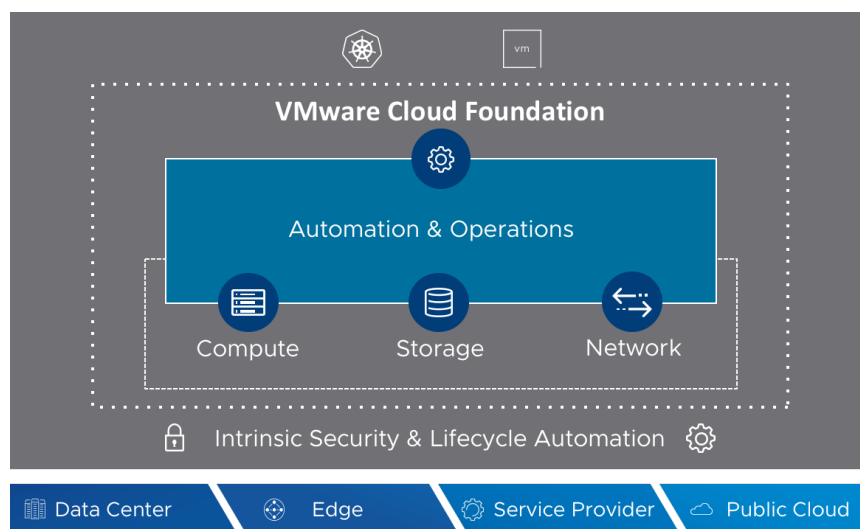 vm
VMware Cloud Foundation
Automation & Operations
Compute
Storage
Network
Intrinsic Security & Lifecycle Automation
Data Center
Edge
Service Provider
Public Cloud